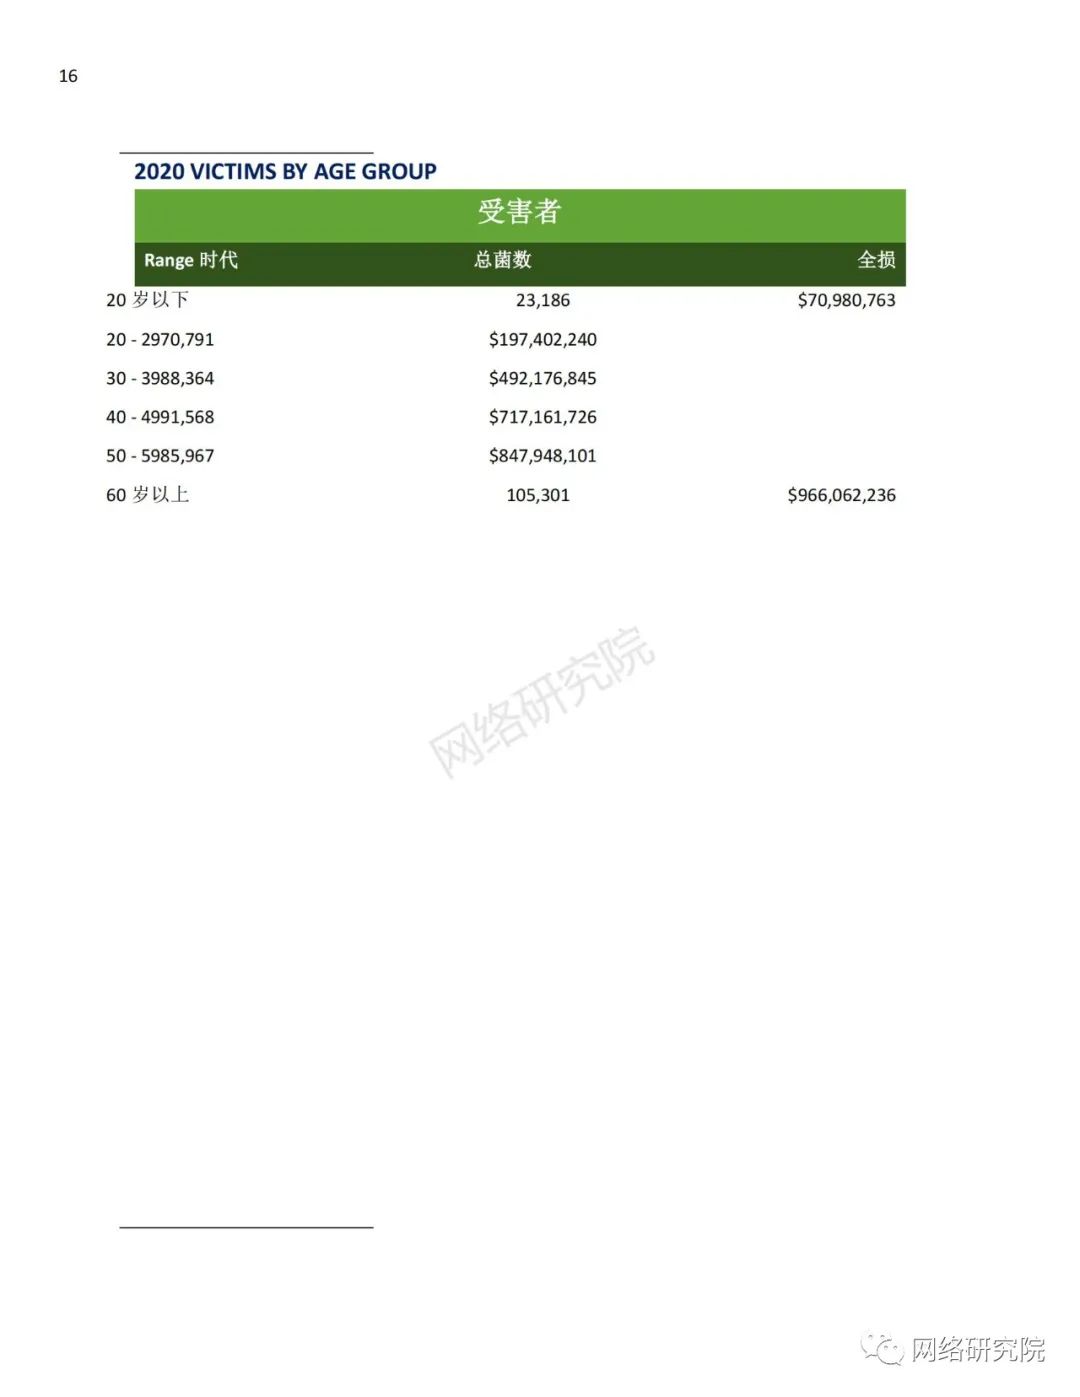 16
2020 VICTIMS BY AGE GROUP
受害者
Range 时代 总菌数 全损
20 岁以下 23,186 $70,980,763
20 - 2970,791 $197,402,240
30 - 3988,364 $492,176,845
40 - 4991,568 $717,161,726
50 - 5985,967 $847,948,101
60 岁以上 105,301 $966,062,236
网络研究院
网络研究院